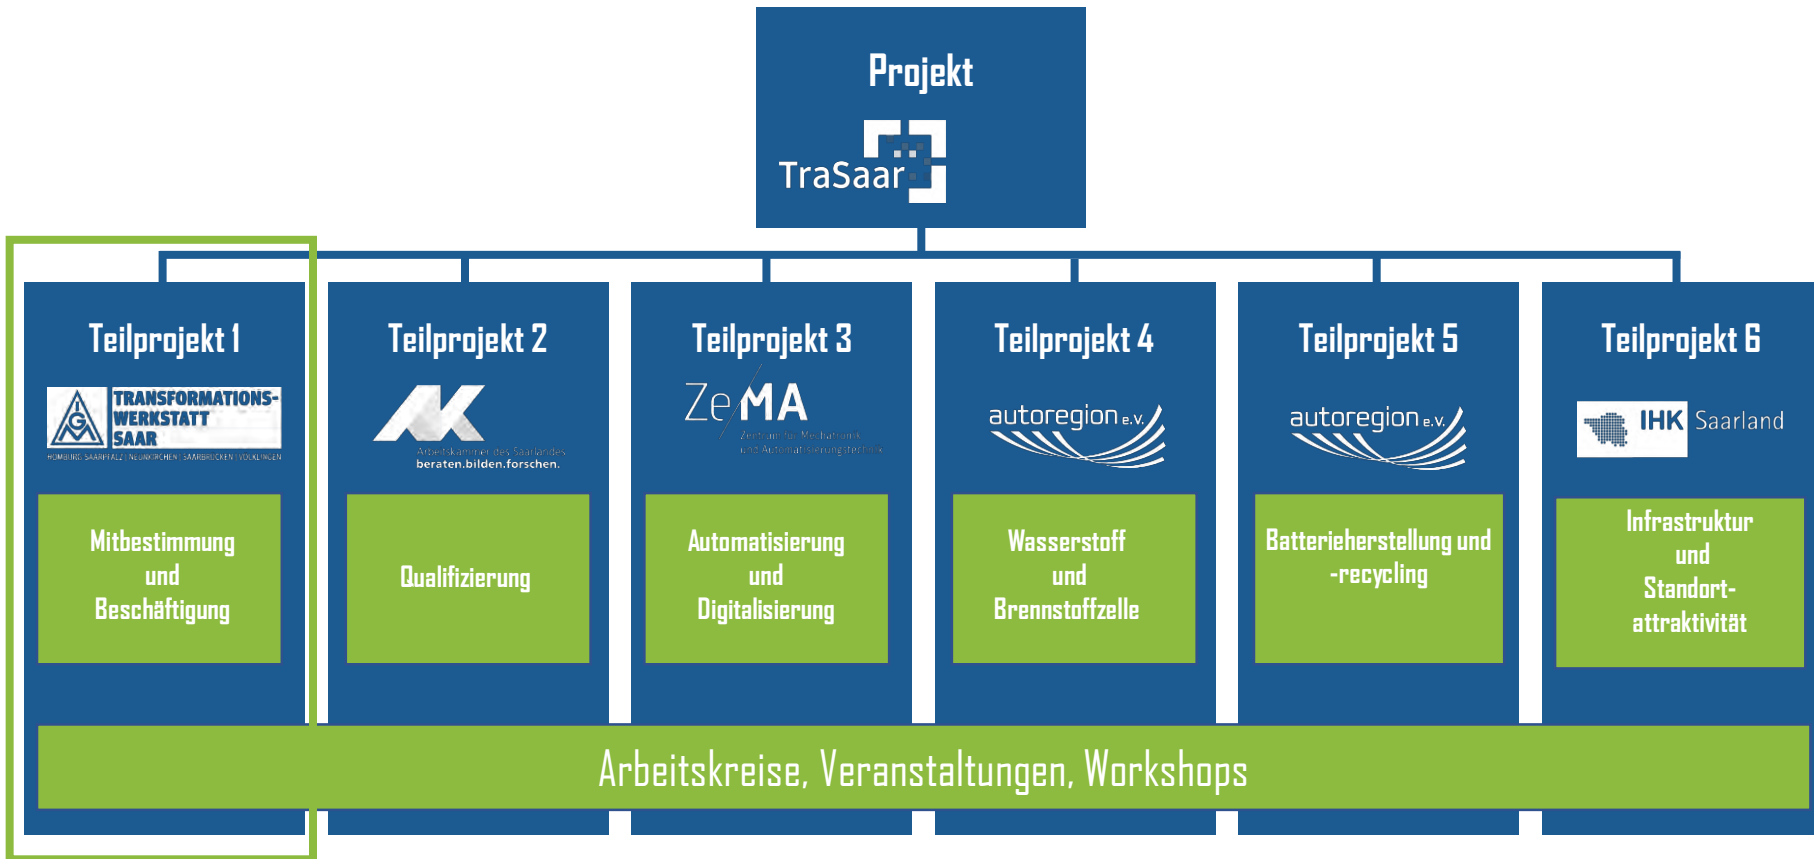 Projekt
TraSaar
Teilprojekt 1
IGM
TRANSFORMATIONS-
WERKSTATT
SAAR
HOMBURG SAARPFALZ | NEUNKIRCHEN | SAARBRÜCKEN | VÖLKLINGEN
Mitbestimmung
und
Beschäftigung
Teilprojekt 2
AK
Arbeitskammer des Saarlandes
beraten.bilden.forschen.
Qualifizierung
Teilprojekt 3
ZeMA
Zentrum für Mechatronik
und Automatisierungstechnik
Automatisierung
und
Digitalisierung
Teilprojekt 4
autoregion e.V.
Wasserstoff
und
Brennstoffzelle
Teilprojekt 5
autoregion e.V.
Batterieherstellung und
-recycling
Teilprojekt 6
IHK Saarland
Infrastruktur
und
Standort-
attraktivität
Arbeitskreise, Veranstaltungen, Workshops